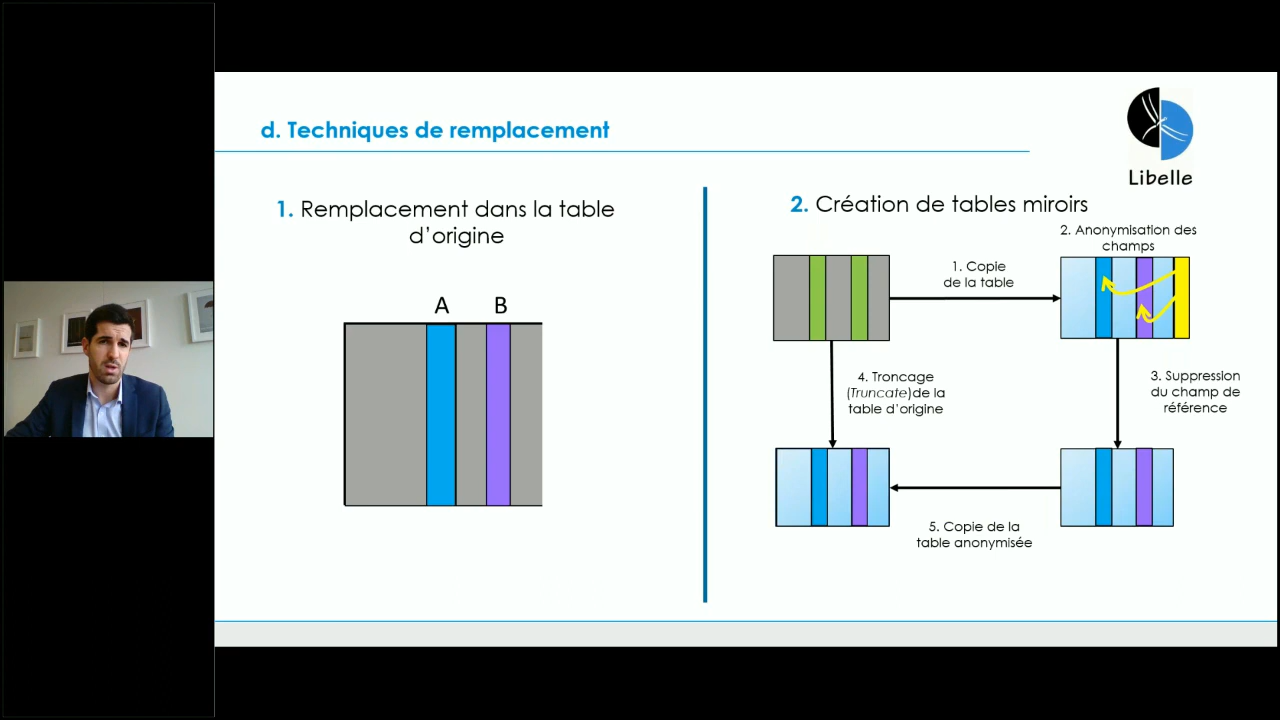 d. Techniques de remplacement
Libelle
1. Remplacement dans la table
d'origine
A
B
2. Création de tables miroirs
1. Copie
de la table
2. Anonymisation des
champs
3. Suppression
du champ de
référence
4. Troncage
(Truncate)de la
table d'origine
5. Copie de la
table anonymisée